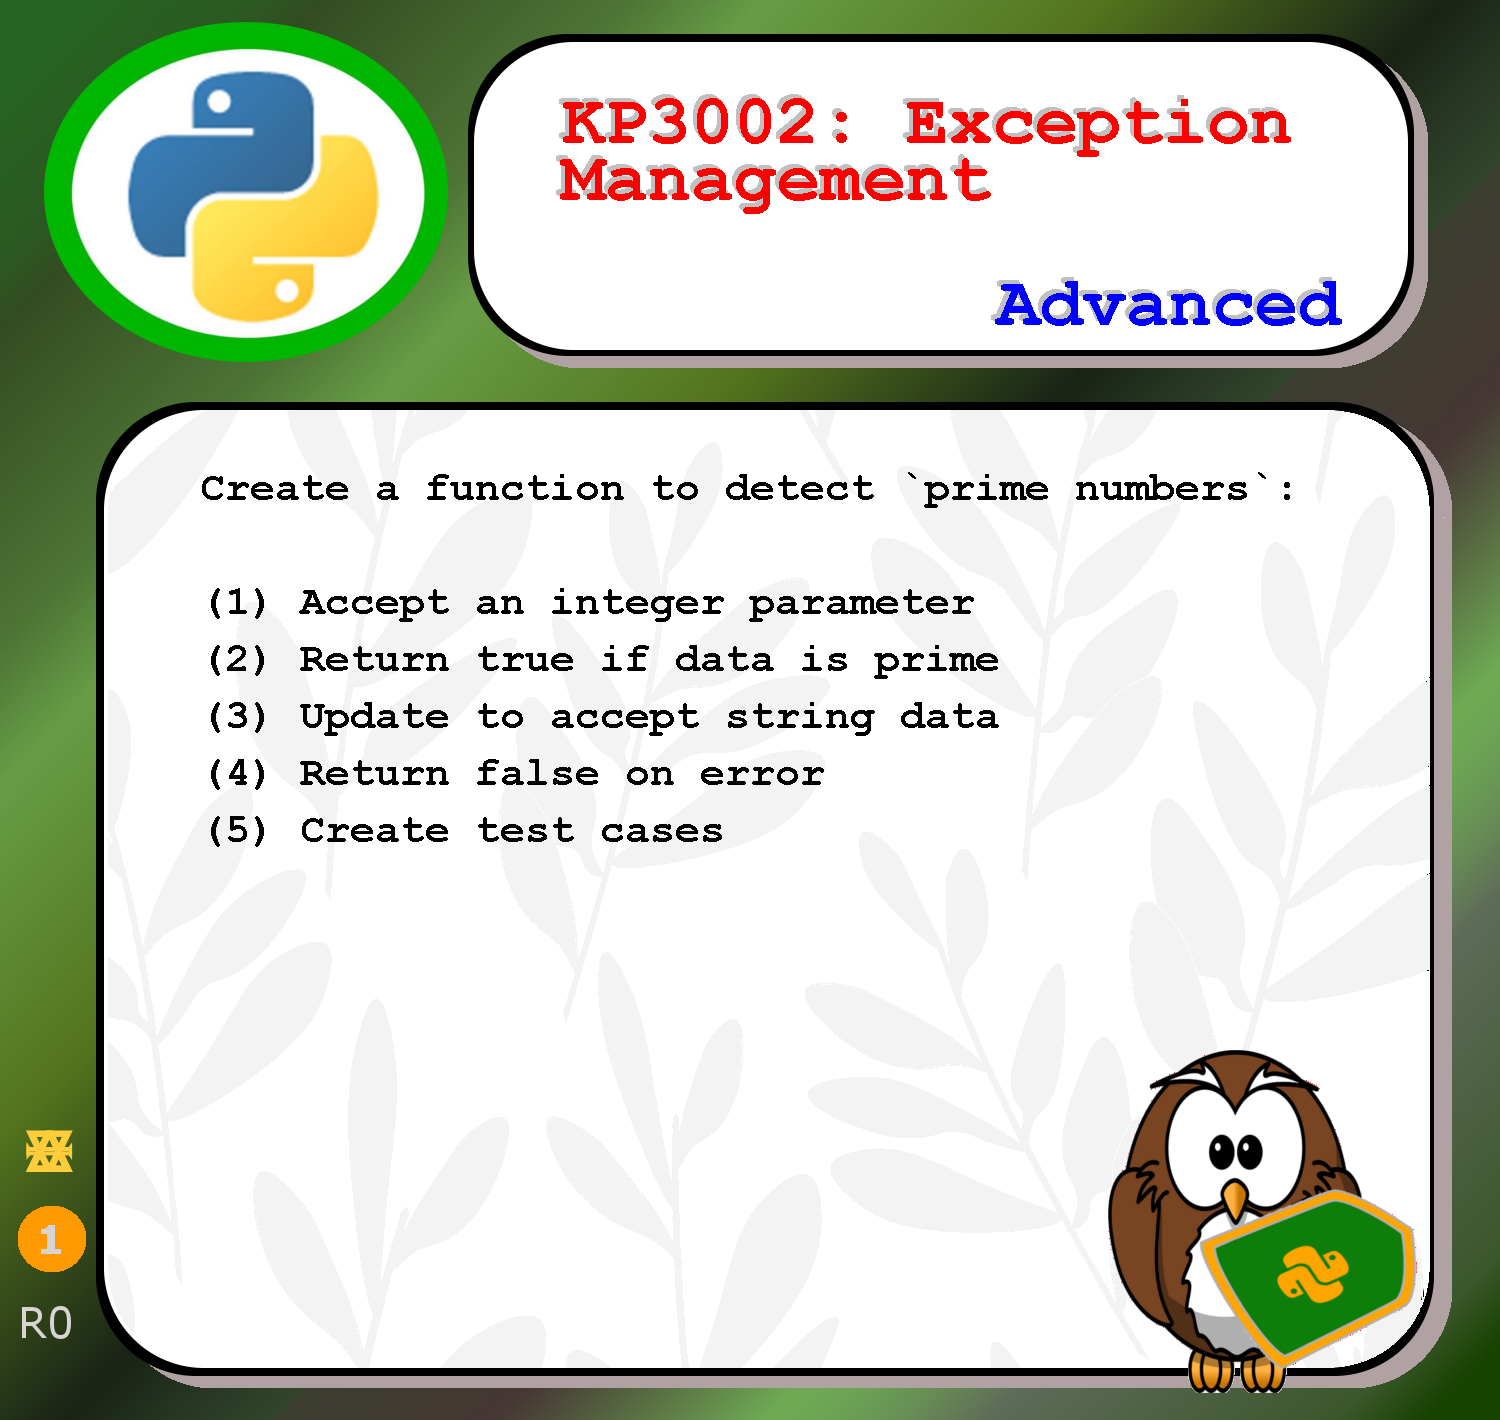 KP3002: Exception
Management
Advanced
Create a function to detect `prime numbers`:
(1) Accept an integer parameter
(2) Return true if data is prime
(3) Update to accept string data
(4) Return false on error
(5) Create test cases
1
R0